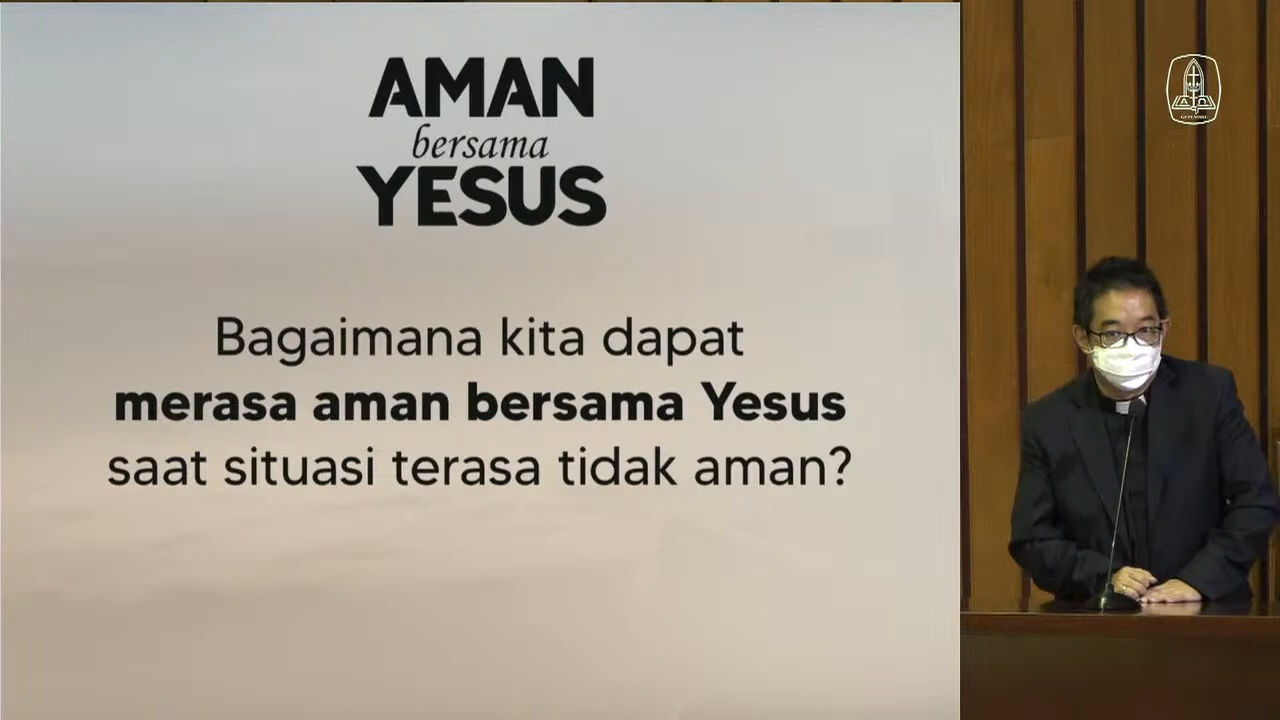 AMAN
bersama
YESUS
Bagaimana kita dapat
merasa aman bersama Yesus
saat situasi terasa tidak aman?